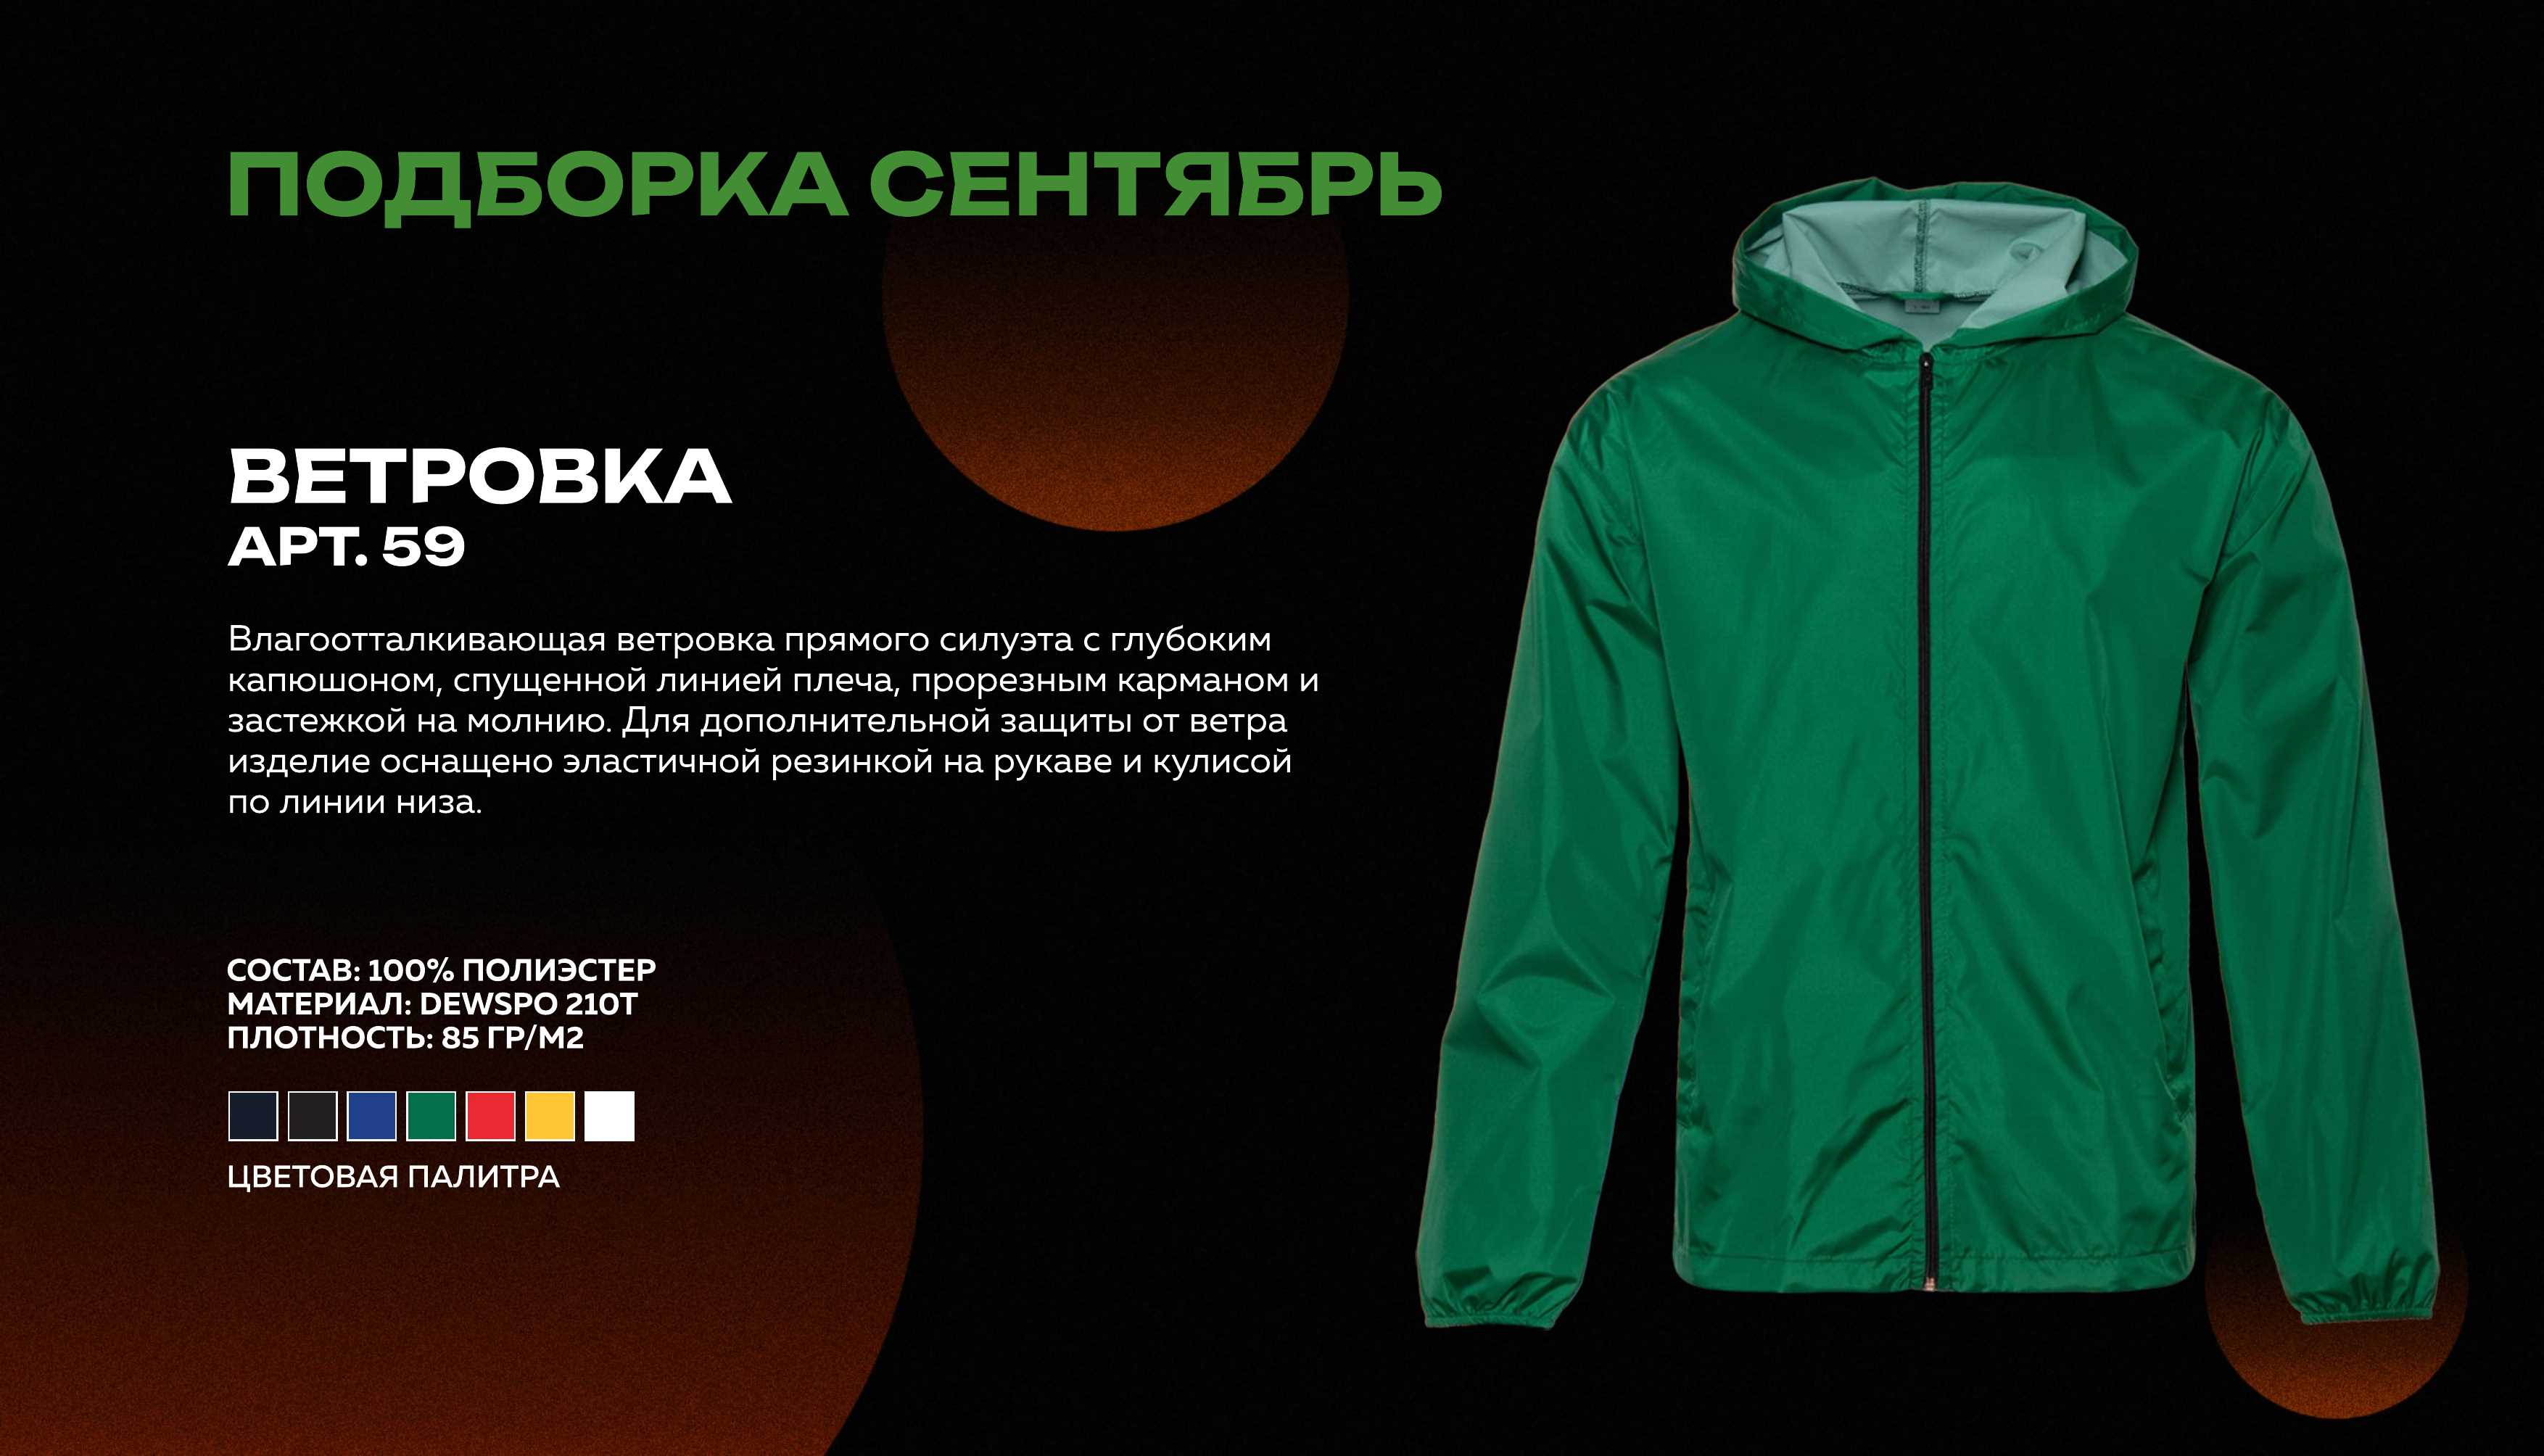 ПОДБОРКА СЕНТЯБРЬ
ВЕТРОВКА
АРТ. 59
Влагоотталкивающая ветровка прямого силуэта с глубоким
капюшоном, спущенной линией плеча, прорезным карманом и
застежкой на молнию. Для дополнительной защиты от ветра
изделие оснащено эластичной резинкой на рукаве и кулисой
по линии низа.
СОСТАВ: 100% ПОЛИЭСТЕР
МАТЕРИАЛ: DEWSPO 210T
ПЛОТНОСТЬ: 85 ГР/М2
ЦВЕТОВАЯ ПАЛИТРА